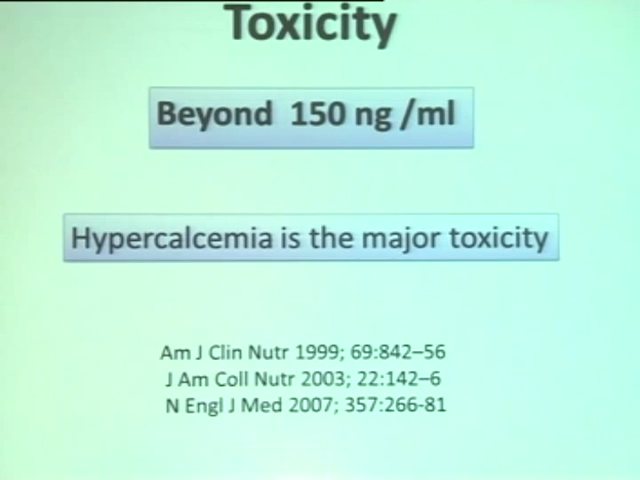 Toxicity
Beyond 150 ng /ml
Hypercalcemia is the major toxicity
Am J Clin Nutr 1999; 69:842–56
J Am Coll Nutr 2003; 22:142–6
N Engl J Med 2007; 357:266-81